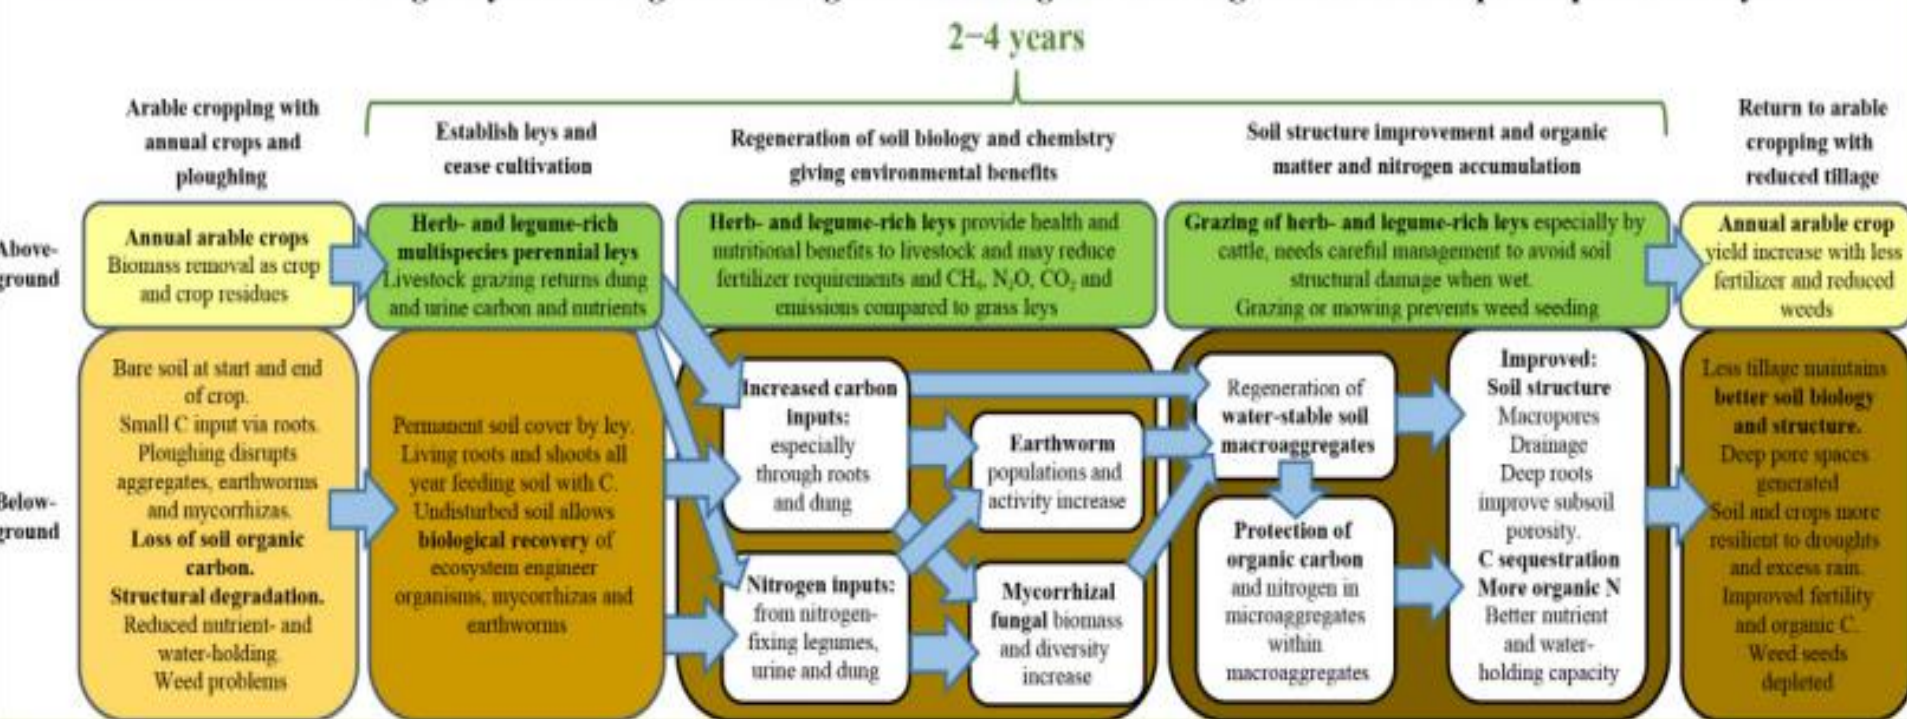 2−4 years
Arable cropping with
annual crops and
ploughing
Establish leys and
cease cultivation
Regeneration of soil biology and chemistry
giving environmental benefits
Soil structure improvement and organic
matter and nitrogen accumulation
Return to arable
cropping with
reduced tillage
Above-
ground
Annual arable crops
Biomass removal as crop
and crop residues
Herb- and legume-rich
multispecies perennial leys
Livestock grazing returns dung
and urine carbon and nutrients
Herb- and legume-rich leys provide health and
nutritional benefits to livestock and may reduce
fertilizer requirements and CH₄, N₂O, CO₂ and
emissions compared to grass leys
Grazing of herb- and legume-rich leys especially by
cattle, needs careful management to avoid soil
structural damage when wet.
Grazing or mowing prevents weed seeding
Annual arable crop
yield increase with less
fertilizer and reduced
weeds
Below-
ground
Bare soil at start and end
of crop.
Small C input via roots.
Ploughing disrupts
aggregates, earthworms
and mycorrhizas.
Loss of soil organic
carbon.
Structural degradation.
Reduced nutrient- and
water-holding.
Weed problems
Permanent soil cover by ley.
Living roots and shoots all
year feeding soil with C.
Undisturbed soil allows
biological recovery of
ecosystem engineer
organisms, mycorrhizas and
earthworms
Increased carbon
inputs:
especially
through roots
and dung
Nitrogen inputs:
from nitrogen-
fixing legumes,
urine and dung
Earthworm
populations and
activity increase
Mycorrhizal
fungal biomass
and diversity
increase
Regeneration of
water-stable soil
macroaggregates
Protection of
organic carbon
and nitrogen in
microaggregates
within
macroaggregates
Improved:
Soil structure
Macropores
Drainage
Deep roots
improve subsoil
porosity.
C sequestration
More organic N
Better nutrient
and water-
holding capacity
Less tillage maintains
better soil biology
and structure.
Deep pore spaces
generated
Soil and crops more
resilient to droughts
and excess rain.
Improved fertility
and organic C.
Weed seeds
depleted